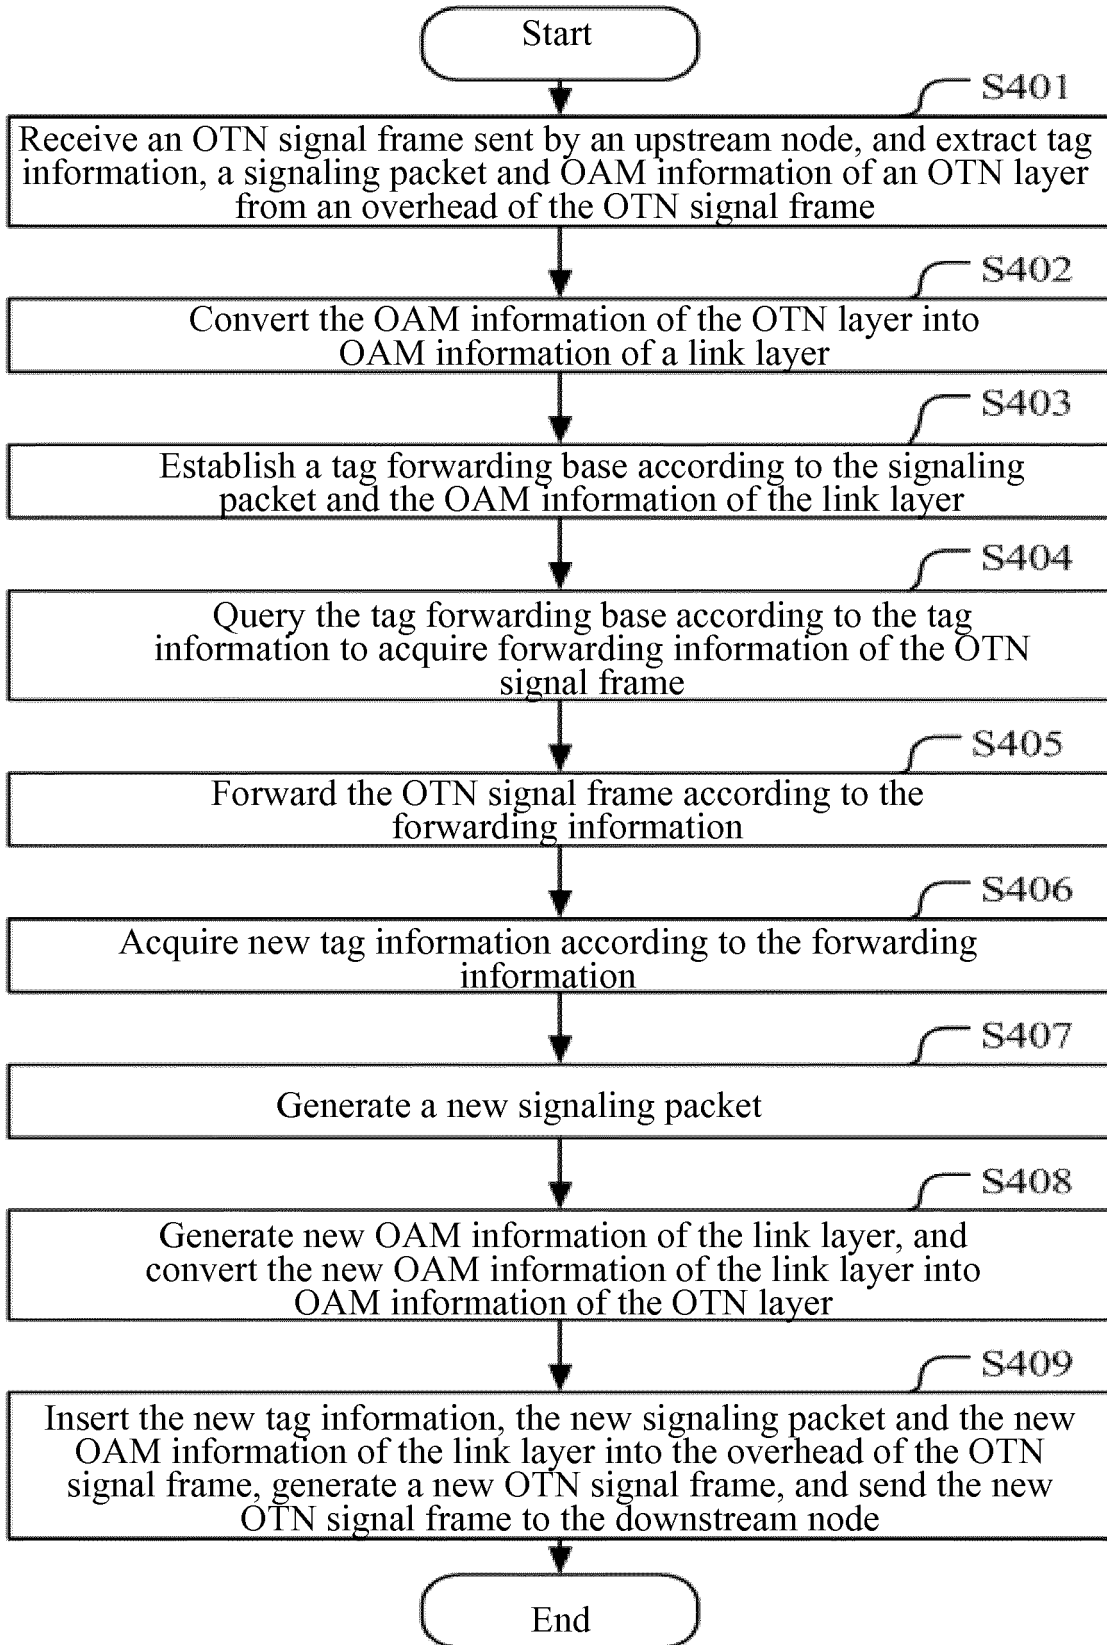 Start
S401
Receive an OTN signal frame sent by an upstream node, and extract tag
information, a signaling packet and OAM information of an OTN layer
from an overhead of the OTN signal frame
S402
Convert the OAM information of the OTN layer into
OAM information of a link layer
S403
Establish a tag forwarding base according to the signaling
packet and the OAM information of the link layer
S404
Query the tag forwarding base according to the tag
information to acquire forwarding information of the OTN
signal frame
S405
Forward the OTN signal frame according to the
forwarding information
S406
Acquire new tag information according to the forwarding
information
S407
Generate a new signaling packet
S408
Generate new OAM information of the link layer, and
convert the new OAM information of the link layer into
OAM information of the OTN layer
S409
Insert the new tag information, the new signaling packet and the new
OAM information of the link layer into the overhead of the OTN
signal frame, generate a new OTN signal frame, and send the new
OTN signal frame to the downstream node
End